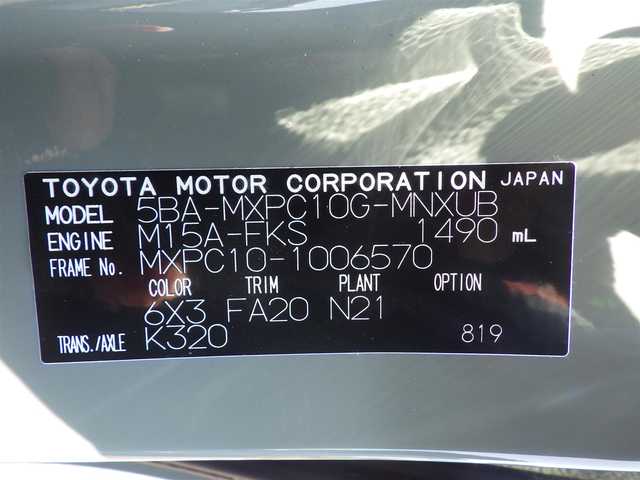 TOYOTA MOTOR CORPORATION JAPAN
MODEL 5BA-MXPC10G-MNXUB
ENGINE M15A-FKS 1490 mL
FRAME No. MXPC10-1006570
COLOR TRIM PLANT OPTION
6X3 FA20 N21
TRANS./AXLE K320 819